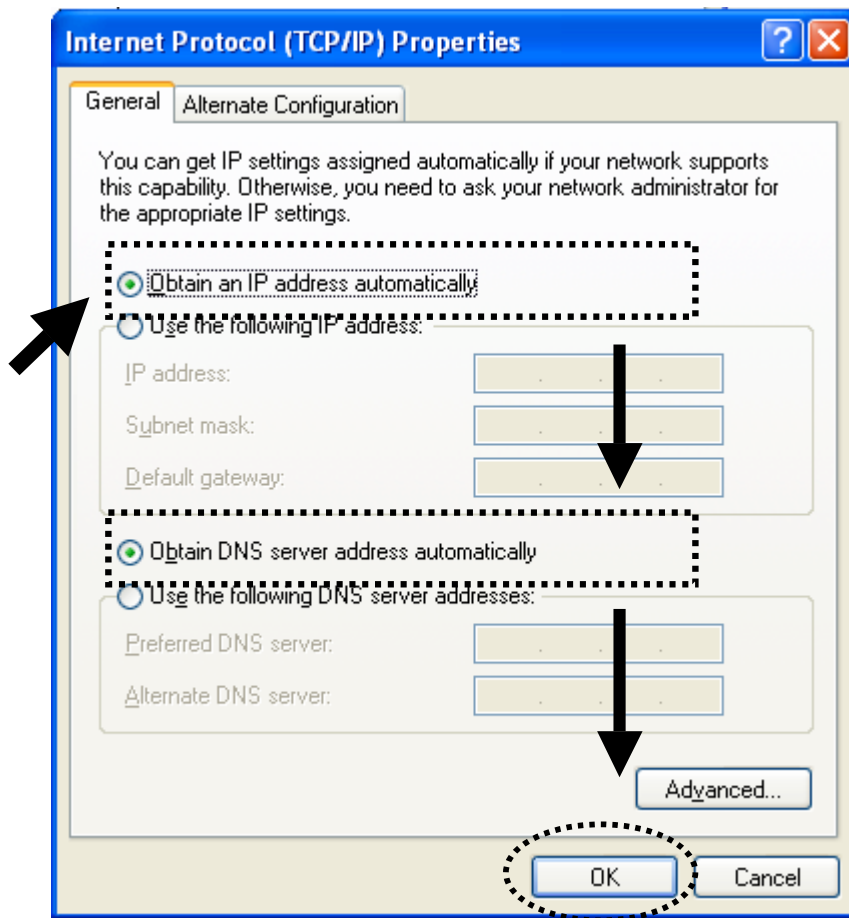 Internet Protocol (TCP/IP) Properties
General
Alternate Configuration
You can get IP settings assigned automatically if your network supports
this capability. Otherwise, you need to ask your network administrator for
the appropriate IP settings.
Obtain an IP address automatically
Use the following IP address:
IP address:
Subnet mask:
Default gateway:
Obtain DNS server address automatically
Use the following DNS server addresses:
Preferred DNS server:
Alternate DNS server:
Advanced...
OK
Cancel